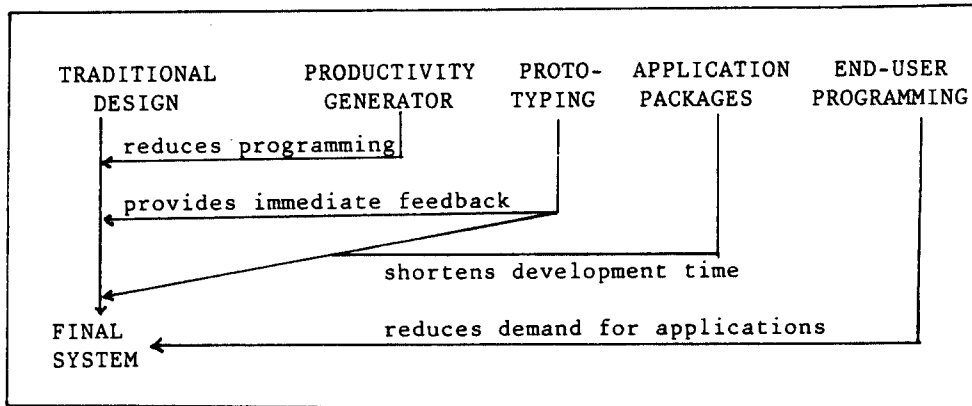 TRADITIONAL DESIGN
PRODUCTIVITY GENERATOR
PROTO-TYPING
APPLICATION PACKAGES
END-USER PROGRAMMING
reduces programming
provides immediate feedback
shortens development time
reduces demand for applications
FINAL
SYSTEM